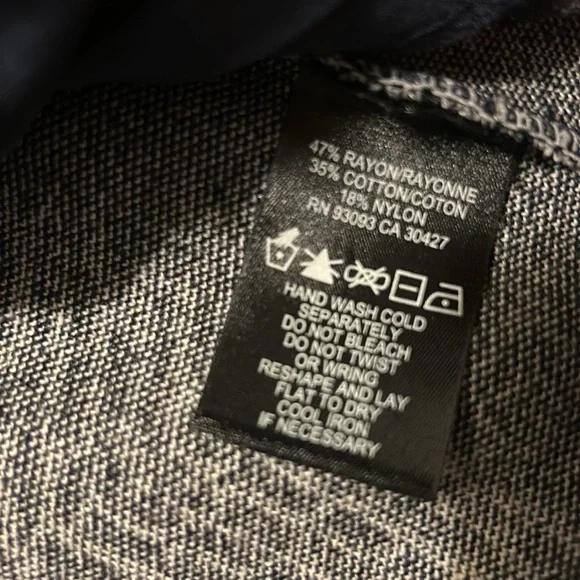 47% RAYON/RAYONNE
35% COTTON/COTON
18% NYLON
RN 93093 CA 30427
HAND WASH COLD
SEPARATELY
DO NOT BLEACH
DO NOT TWIST
OR WRING
RESHAPE AND LAY
FLAT TO DRY
COOL IRON
IF NECESSARY